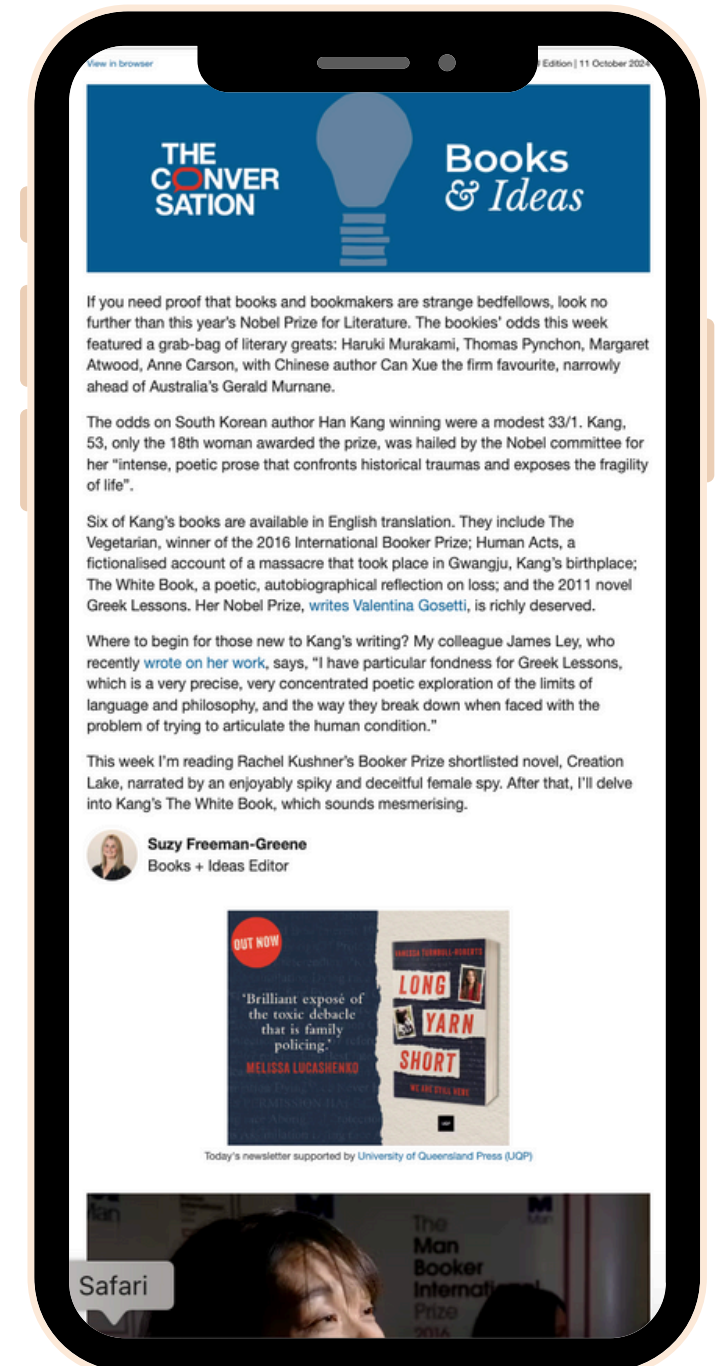 View in browser
Edition | 11 October 2024
THE
CONVER
SATION
Books
& Ideas
If you need proof that books and bookmakers are strange bedfellows, look no
further than this year's Nobel Prize for Literature. The bookies' odds this week
featured a grab-bag of literary greats: Haruki Murakami, Thomas Pynchon, Margaret
Atwood, Anne Carson, with Chinese author Can Xue the firm favourite, narrowly
ahead of Australia's Gerald Murnane.
The odds on South Korean author Han Kang winning were a modest 33/1. Kang,
53, only the 18th woman awarded the prize, was hailed by the Nobel committee for
her “intense, poetic prose that confronts historical traumas and exposes the fragility
of life”.
Six of Kang's books are available in English translation. They include The
Vegetarian, winner of the 2016 International Booker Prize; Human Acts, a
fictionalised account of a massacre that took place in Gwangju, Kang's birthplace;
The White Book, a poetic, autobiographical reflection on loss; and the 2011 novel
Greek Lessons. Her Nobel Prize, writes Valentina Gosetti, is richly deserved.
Where to begin for those new to Kang's writing? My colleague James Ley, who
recently wrote on her work, says, “I have particular fondness for Greek Lessons,
which is a very precise, very concentrated poetic exploration of the limits of
language and philosophy, and the way they break down when faced with the
problem of trying to articulate the human condition.”
This week I'm reading Rachel Kushner's Booker Prize shortlisted novel, Creation
Lake, narrated by an enjoyably spiky and deceitful female spy. After that, I'll delve
into Kang's The White Book, which sounds mesmerising.
Suzy Freeman-Greene
Books + Ideas Editor
OUT NOW
'Brilliant exposé of
the toxic debacle
that is family
policing.'
MELISSA LUCASHENKO
VANESSA TURNBULL-ROBERTS
LONG
YARN
SHORT
WE ARE STILL HERE
UQP
Today's newsletter supported by University of Queensland Press (UQP)
Man
The
Man
Booker
International
Prize
2016
Man
Safari